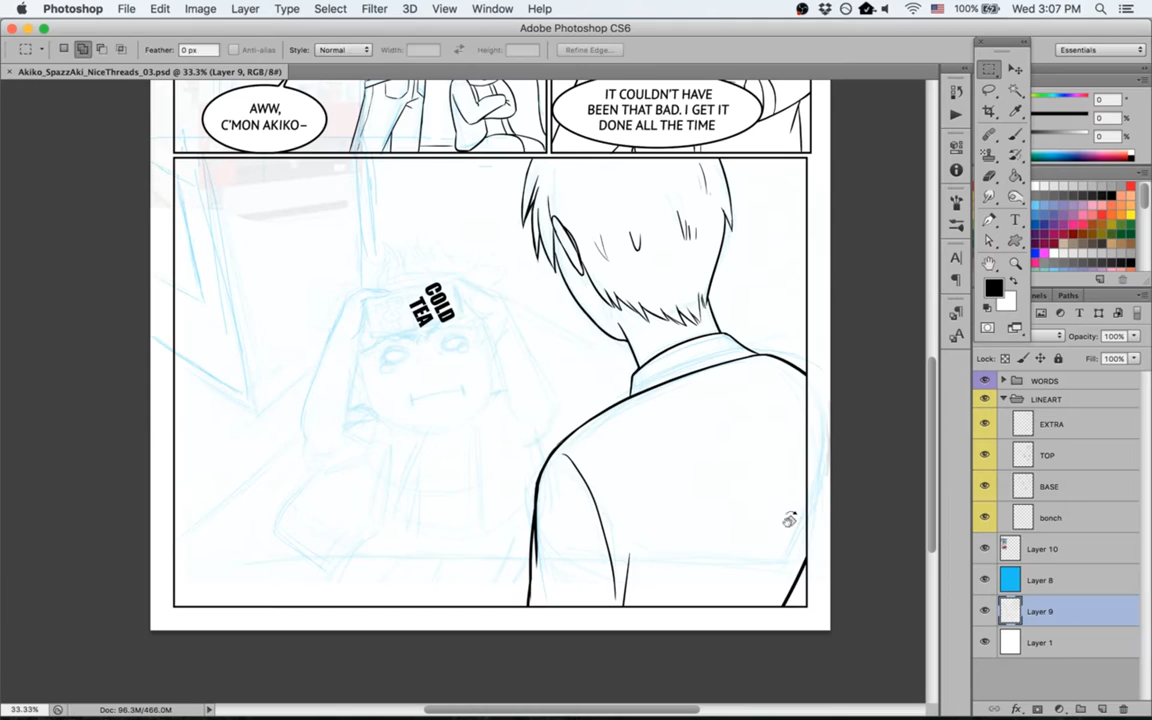 Photoshop File Edit Image Layer Type Select Filter 3D View Window Help 100% Wed 3:07 PM
Adobe Photoshop CS6
Feather: 0 px Anti-alias Style: Normal Width: Height: Refine Edge... Essentials
× Akiko_SpazzAki_NiceThreads_03.psd @ 33.3% (Layer 9, RGB/8#)
AWW,
C'MON AKIKO–
IT COULDN'T HAVE
BEEN THAT BAD. I GET IT
DONE ALL THE TIME
COLD
TEA
0
0
0
%
%
Paths
Opacity: 100%
Lock: Fill: 100%
WORDS
LINEART
EXTRA
TOP
BASE
bonch
Layer 10
Layer 8
Layer 9
Layer 1
33.33% Doc: 96.3M/466.0M